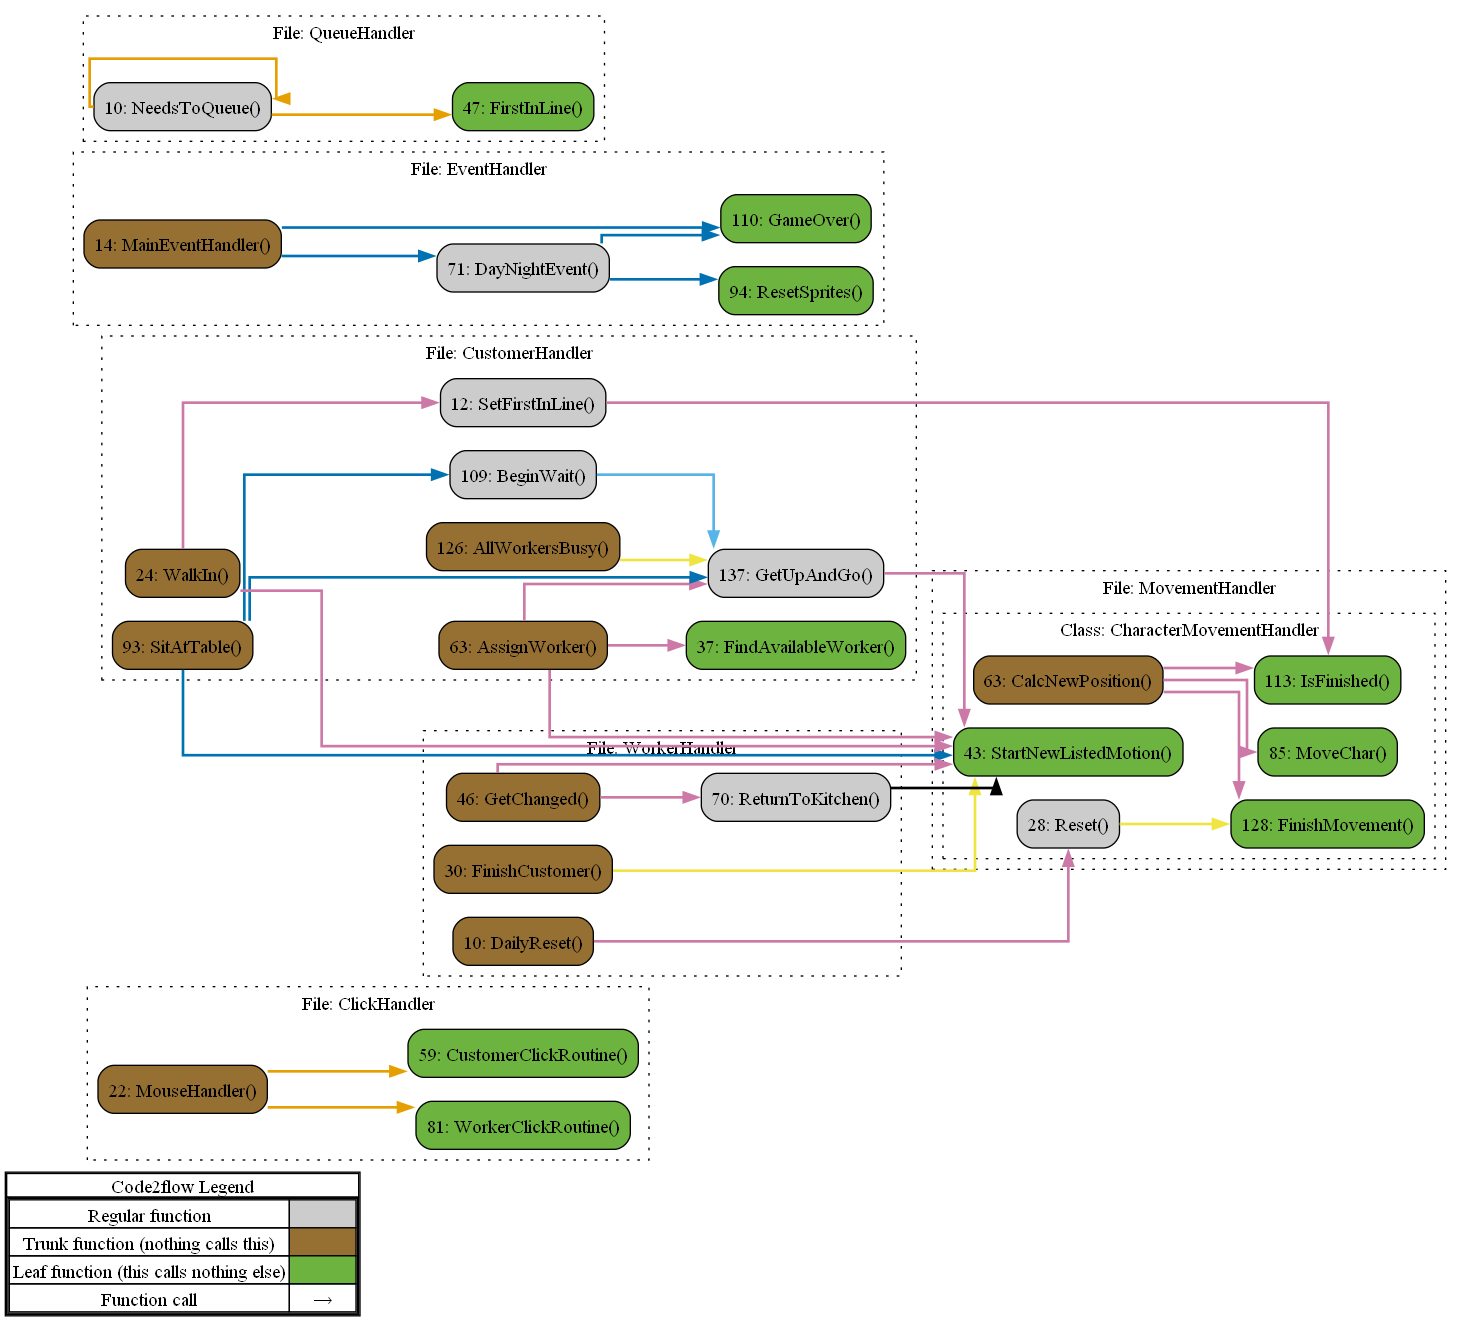 File: QueueHandler
10: NeedsToQueue()
47: FirstInLine()
File: EventHandler
14: MainEventHandler()
110: GameOver()
71: DayNightEvent()
94: ResetSprites()
File: CustomerHandler
12: SetFirstInLine()
109: BeginWait()
126: AllWorkersBusy()
24: WalkIn()
137: GetUpAndGo()
93: SitAtTable()
63: AssignWorker()
37: FindAvailableWorker()
File: MovementHandler
Class: CharacterMovementHandler
63: CalcNewPosition()
113: IsFinished()
43: StartNewListedMotion()
85: MoveChar()
28: Reset()
128: FinishMovement()
File: WorkerHandler
46: GetChanged()
70: ReturnToKitchen()
30: FinishCustomer()
10: DailyReset()
File: ClickHandler
59: CustomerClickRoutine()
22: MouseHandler()
81: WorkerClickRoutine()
Code2flow Legend
Regular function
Trunk function (nothing calls this)
Leaf function (this calls nothing else)
Function call →